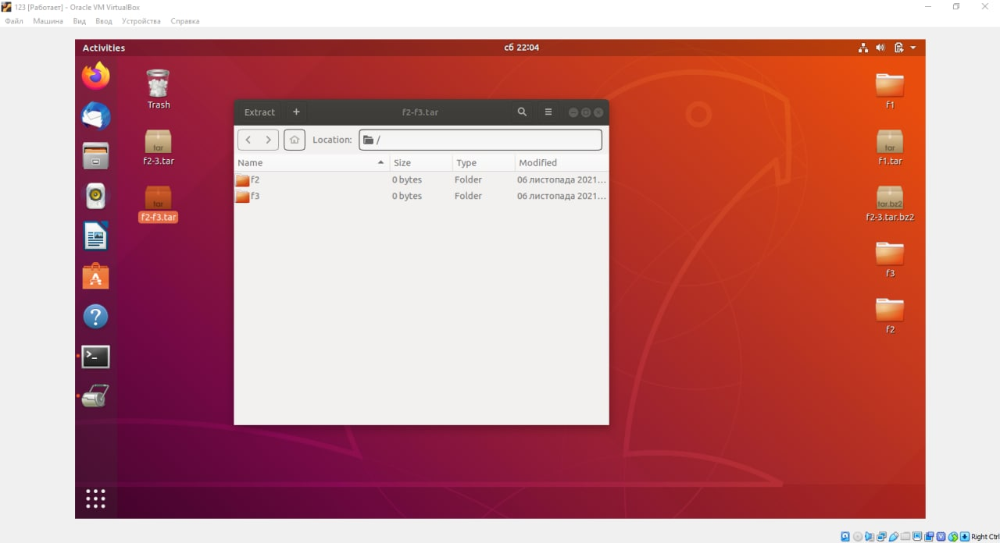 123 [Работает] - Oracle VM VirtualBox
Файл Машина Вид Ввод Устройства Справка
Activities
сб 22:04
Trash
f2-3.tar
f2-f3.tar
tar
tar
Extract + f2-f3.tar
Location: /
Name Size Type Modified
f2 0 bytes Folder 06 листопада 2021...
f3 0 bytes Folder 06 листопада 2021...
f1
tar
f1.tar
tar.bz2
f2-3.tar.bz2
f3
f2
Right Ctrl